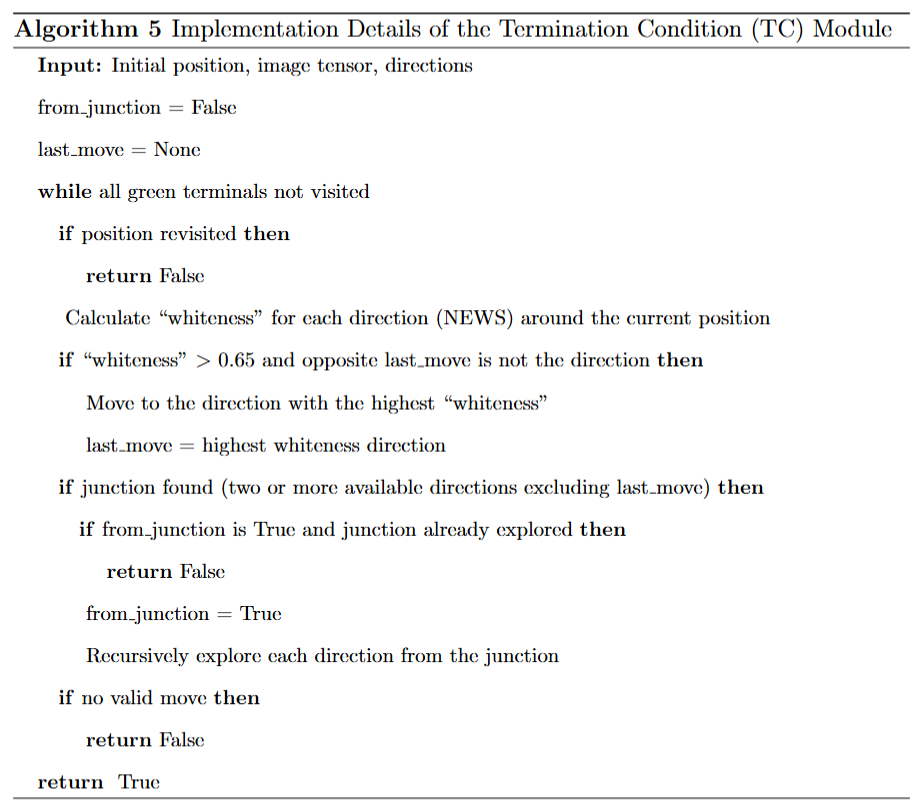 Algorithm 5 Implementation Details of the Termination Condition (TC) Module
Input: Initial position, image tensor, directions
from_junction = False
last_move = None
while all green terminals not visited
if position revisited then
return False
Calculate “whiteness” for each direction (NEWS) around the current position
if “whiteness” > 0.65 and opposite last_move is not the direction then
Move to the direction with the highest “whiteness”
last_move = highest whiteness direction
if junction found (two or more available directions excluding last_move) then
if from_junction is True and junction already explored then
return False
from_junction = True
Recursively explore each direction from the junction
if no valid move then
return False
return True